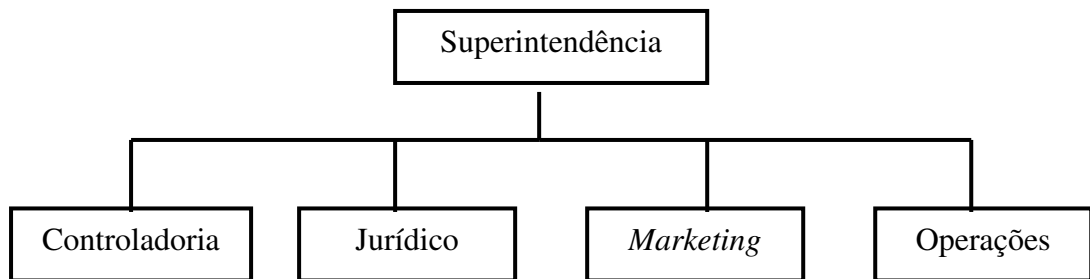 Superintendência
Controladoria
Jurídico
Marketing
Operações